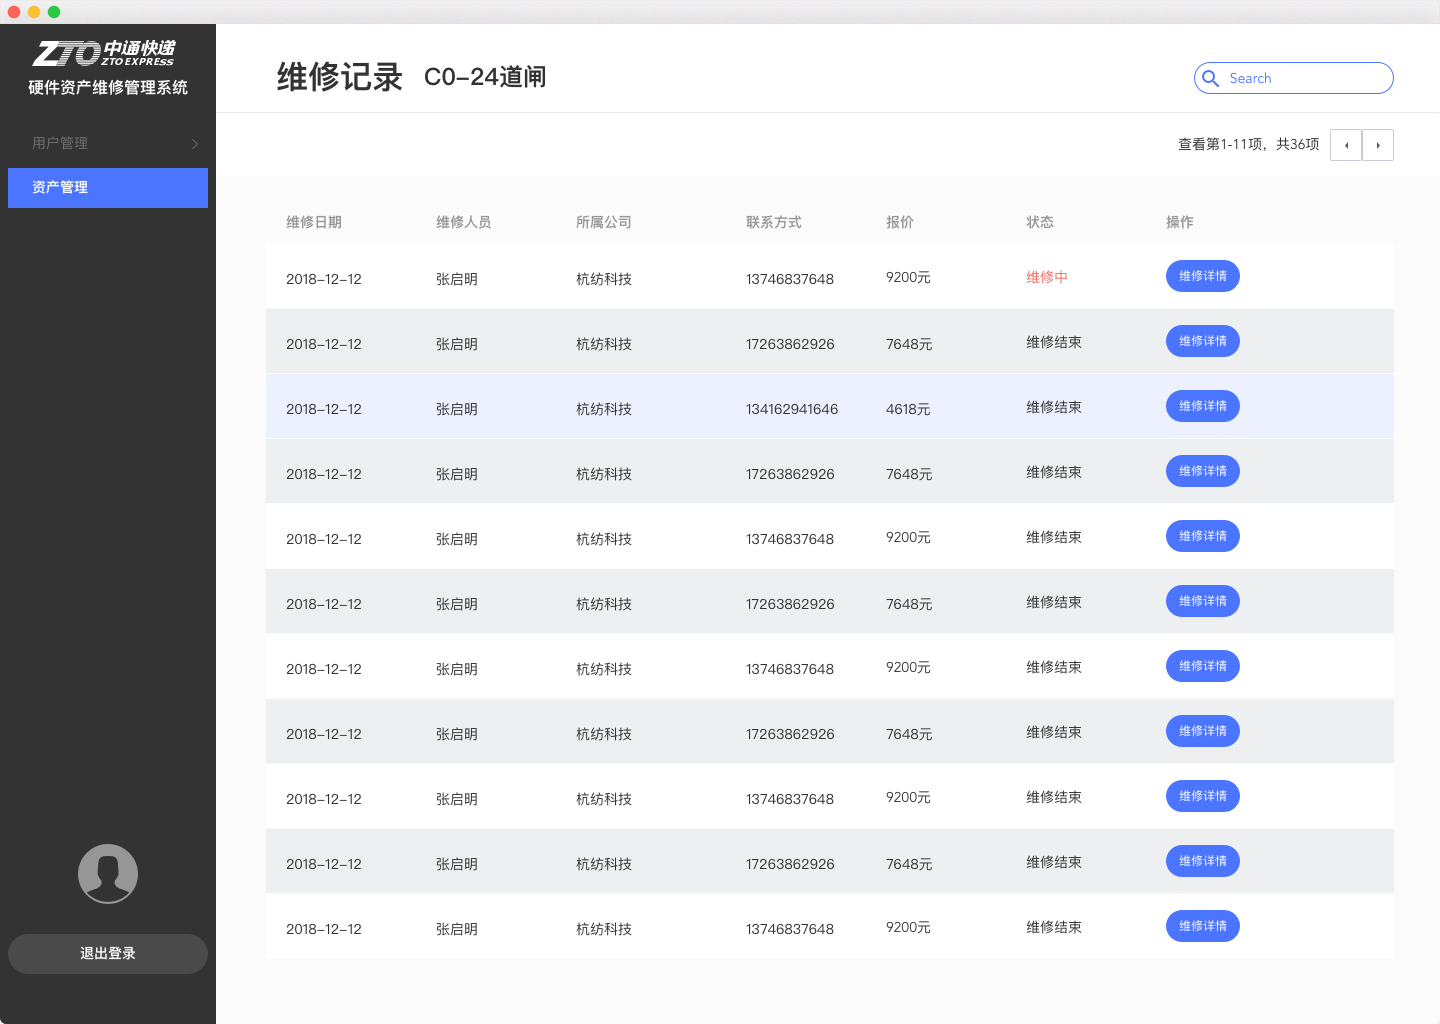 ZTO 中通快递
ZTO EXPRESS
硬件资产维修管理系统
用户管理
资产管理
退出登录
维修记录 C0-24道闸
Search
查看第1-11项，共36项
维修日期 维修人员 所属公司 联系方式 报价 状态 操作
2018-12-12 张启明 杭纺科技 13746837648 9200元 维修中 维修详情
2018-12-12 张启明 杭纺科技 17263862926 7648元 维修结束 维修详情
2018-12-12 张启明 杭纺科技 134162941646 4618元 维修结束 维修详情
2018-12-12 张启明 杭纺科技 17263862926 7648元 维修结束 维修详情
2018-12-12 张启明 杭纺科技 13746837648 9200元 维修结束 维修详情
2018-12-12 张启明 杭纺科技 17263862926 7648元 维修结束 维修详情
2018-12-12 张启明 杭纺科技 13746837648 9200元 维修结束 维修详情
2018-12-12 张启明 杭纺科技 17263862926 7648元 维修结束 维修详情
2018-12-12 张启明 杭纺科技 13746837648 9200元 维修结束 维修详情
2018-12-12 张启明 杭纺科技 17263862926 7648元 维修结束 维修详情
2018-12-12 张启明 杭纺科技 13746837648 9200元 维修结束 维修详情